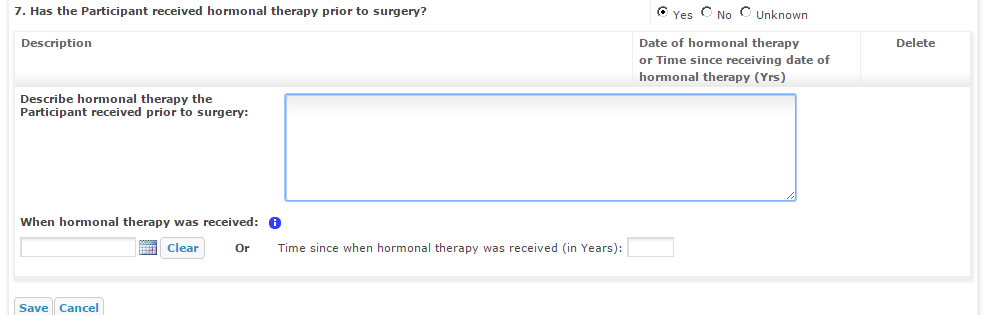 7. Has the Participant received hormonal therapy prior to surgery? Yes No Unknown
Description Date of hormonal therapy Delete
or Time since receiving date of
hormonal therapy (Yrs)
Describe hormonal therapy the
Participant received prior to surgery:
When hormonal therapy was received: i
Clear Or Time since when hormonal therapy was received (in Years):
Save Cancel